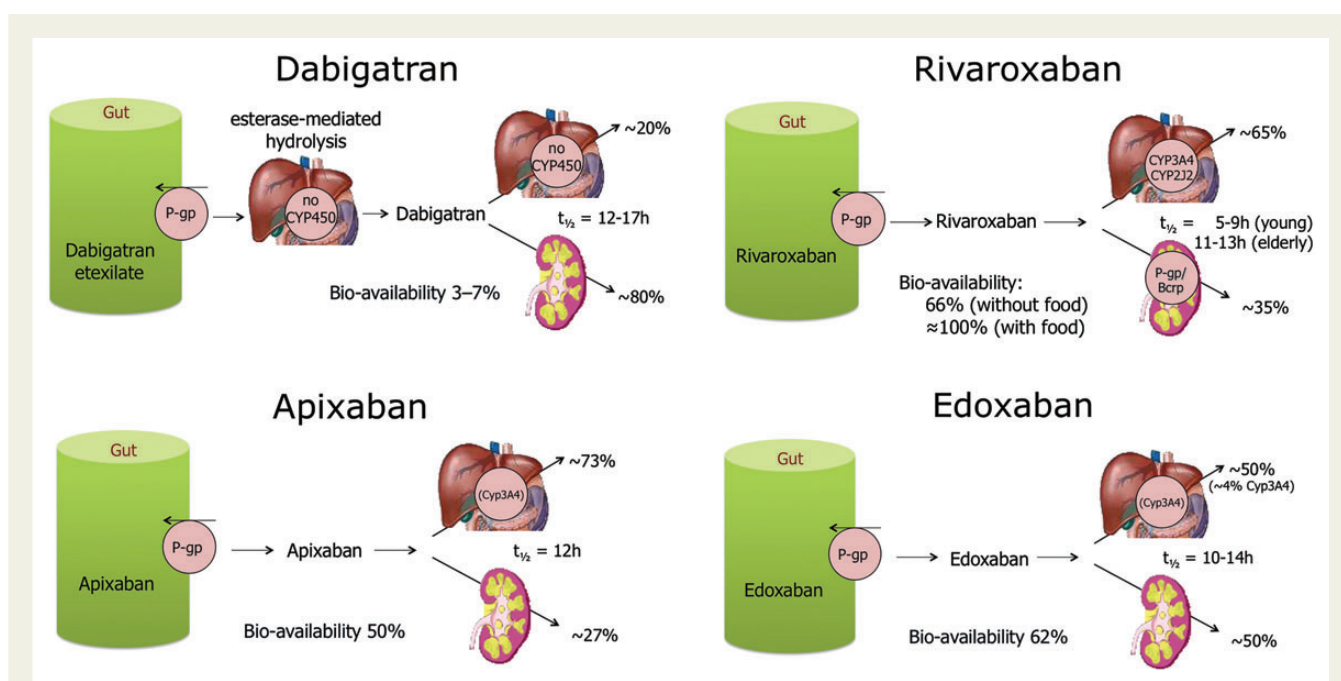 Dabigatran
Gut
esterase-mediated
hydrolysis
no
CYP450
P-gp
no
CYP450
Dabigatran
Dabigatran
etexilate
~20%
t½ = 12-17h
Bio-availability 3–7%
~80%
Rivaroxaban
Gut
P-gp
Rivaroxaban
Rivaroxaban
CYP3A4
CYP2J2
~65%
t½ = 5-9h (young)
11-13h (elderly)
P-gp/
Bcrp
Bio-availability:
66% (without food)
≈100% (with food)
~35%
Apixaban
Gut
P-gp
Apixaban
Apixaban
(Cyp3A4)
~73%
t½ = 12h
Bio-availability 50%
~27%
Edoxaban
Gut
P-gp
Edoxaban
Edoxaban
(Cyp3A4)
~50%
(~4% Cyp3A4)
t½ = 10-14h
Bio-availability 62%
~50%